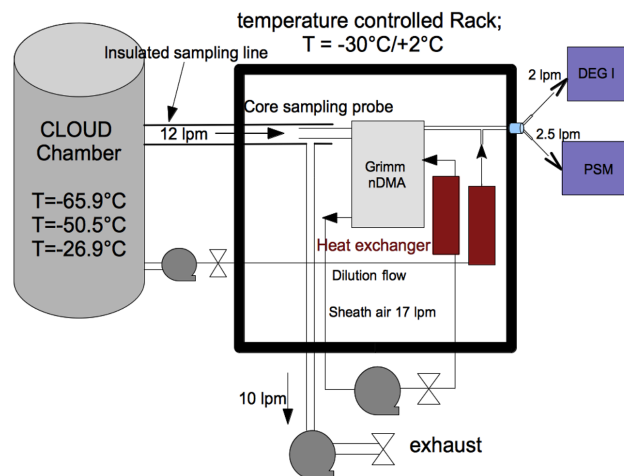 temperature controlled Rack;
T = -30°C/+2°C
Insulated sampling line
DEG I
2 lpm
Core sampling probe
CLOUD
Chamber
12 lpm
2.5 lpm
PSM
Grimm
nDMA
T=-65.9°C
T=-50.5°C
T=-26.9°C
Heat exchanger
Dilution flow
Sheath air 17 lpm
10 lpm
exhaust